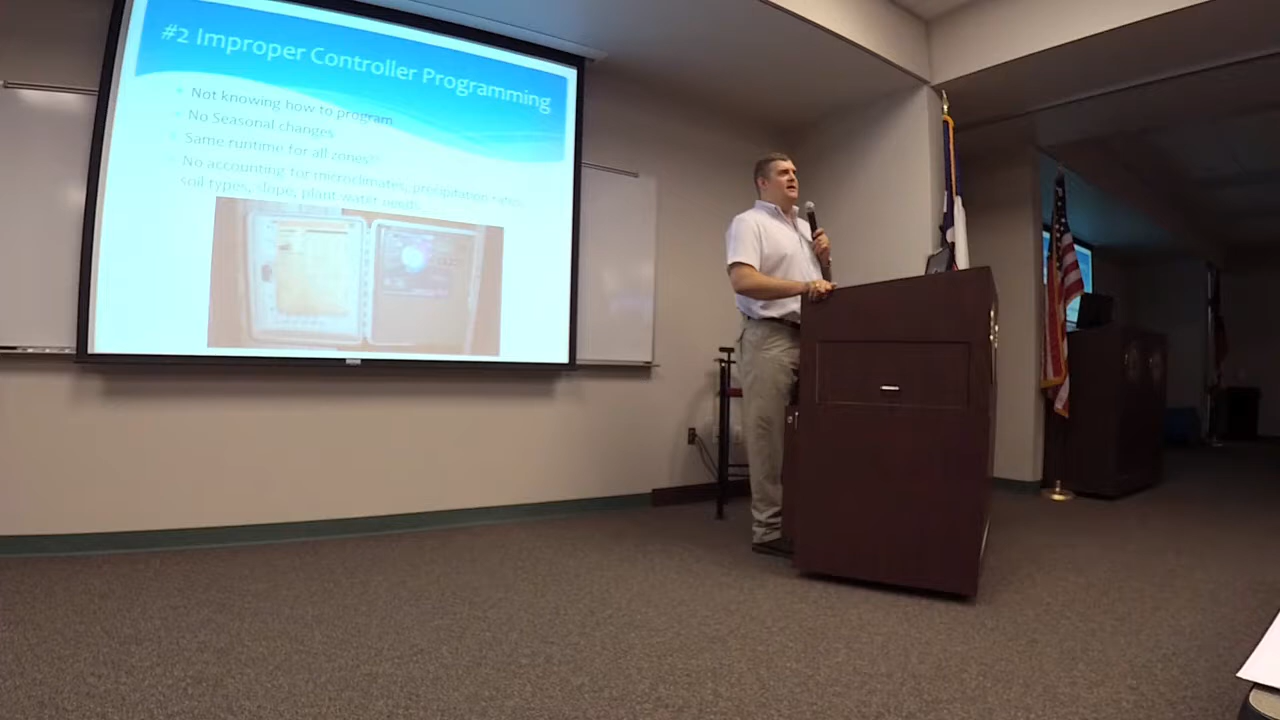 #2 Improper Controller Programming
Not knowing how to program
No Seasonal changes
Same runtime for all zones!!
No accounting for microclimates, precipitation rates,
soil types, slope, plant water needs